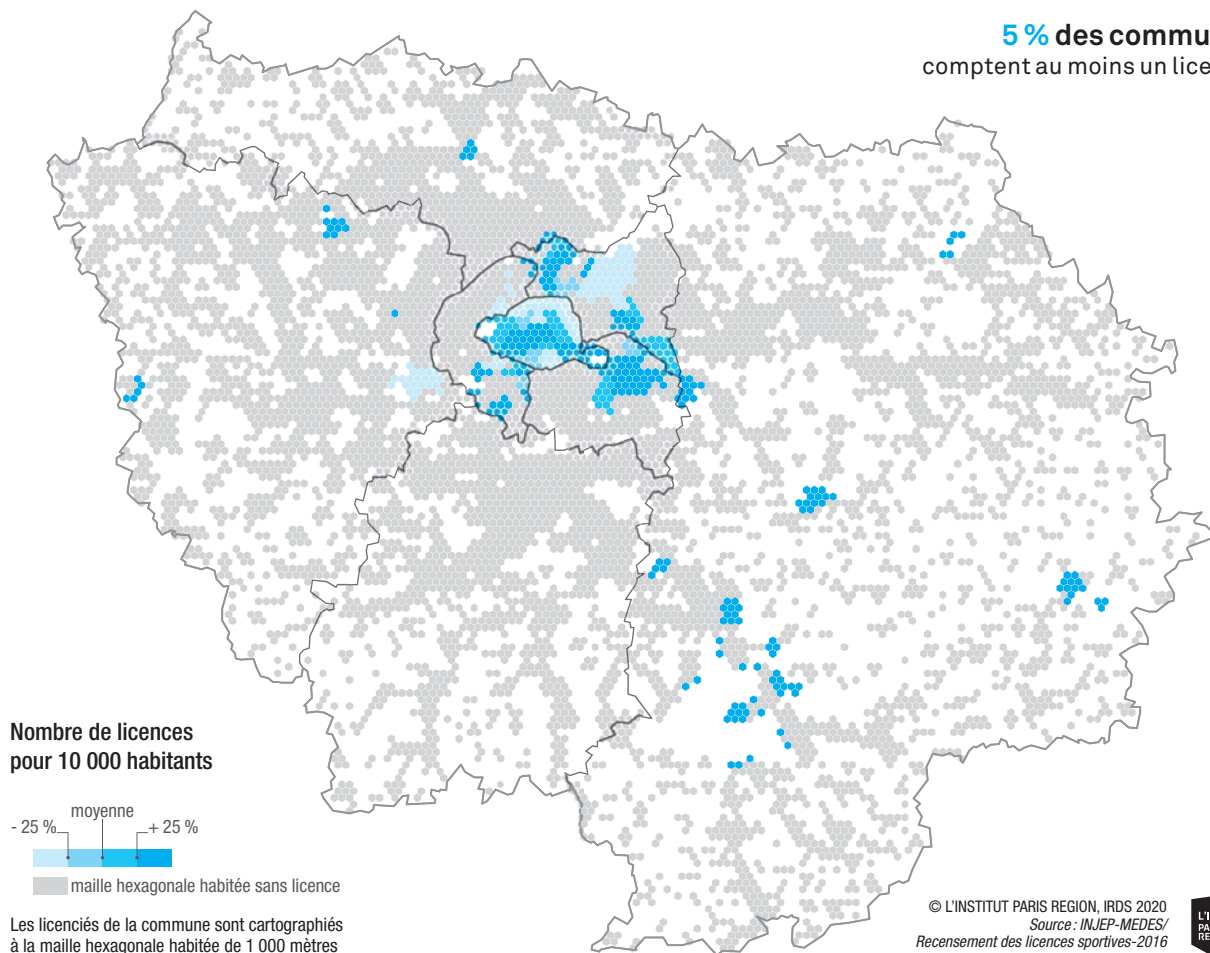 5 % des commu
comptent au moins un lice
Nombre de licences
pour 10 000 habitants
moyenne
- 25 %
+ 25 %
maille hexagonale habitée sans licence
Les licenciés de la commune sont cartographiés
à la maille hexagonale habitée de 1 000 mètres
© L'INSTITUT PARIS REGION, IRDS 2020
Source : INJEP-MEDES/
Recensement des licences sportives-2016
L'I
PA
RE